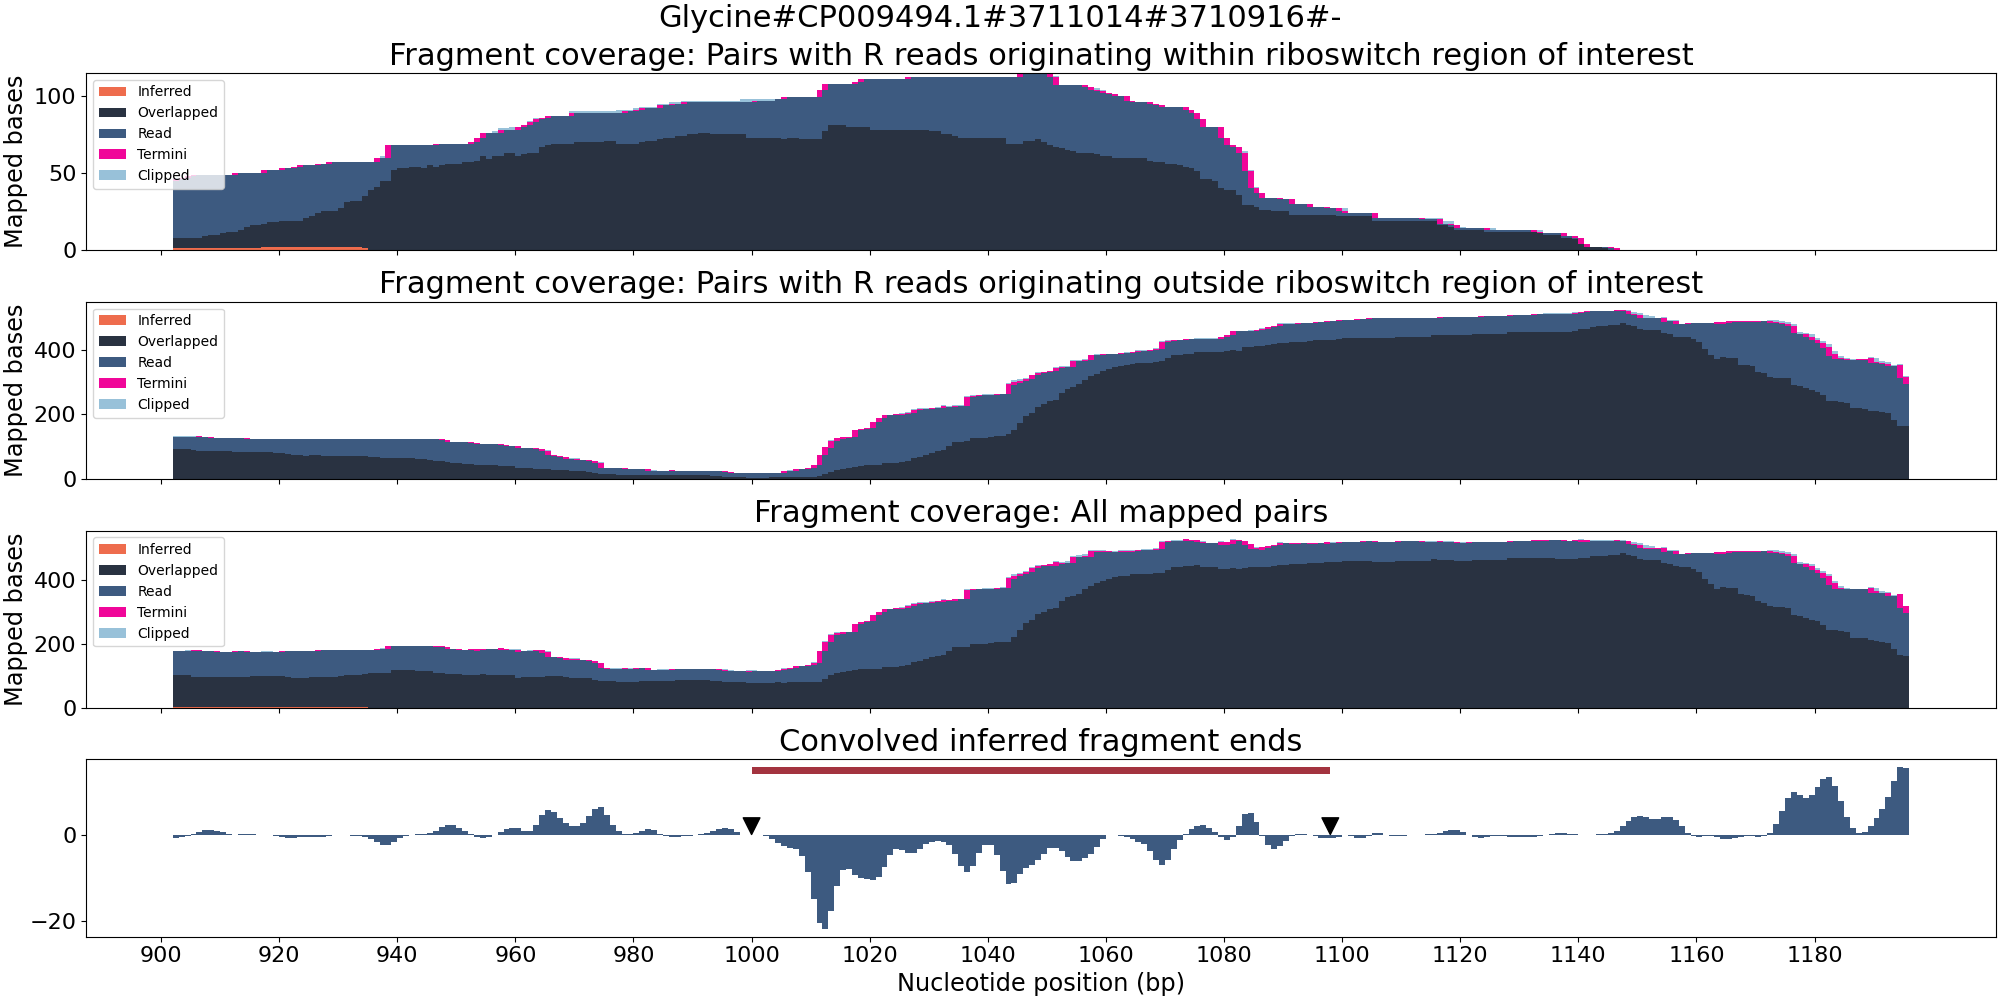 Glycine#CP009494.1#3711014#3710916#-
Fragment coverage: Pairs with R reads originating within riboswitch region of interest
Mapped bases
100
50
0
Inferred
Overlapped
Read
Termini
Clipped
Fragment coverage: Pairs with R reads originating outside riboswitch region of interest
Mapped bases
400
200
0
Inferred
Overlapped
Read
Termini
Clipped
Fragment coverage: All mapped pairs
Mapped bases
400
200
0
Inferred
Overlapped
Read
Termini
Clipped
Convolved inferred fragment ends
0
−20
900 920 940 960 980 1000 1020 1040 1060 1080 1100 1120 1140 1160 1180
Nucleotide position (bp)